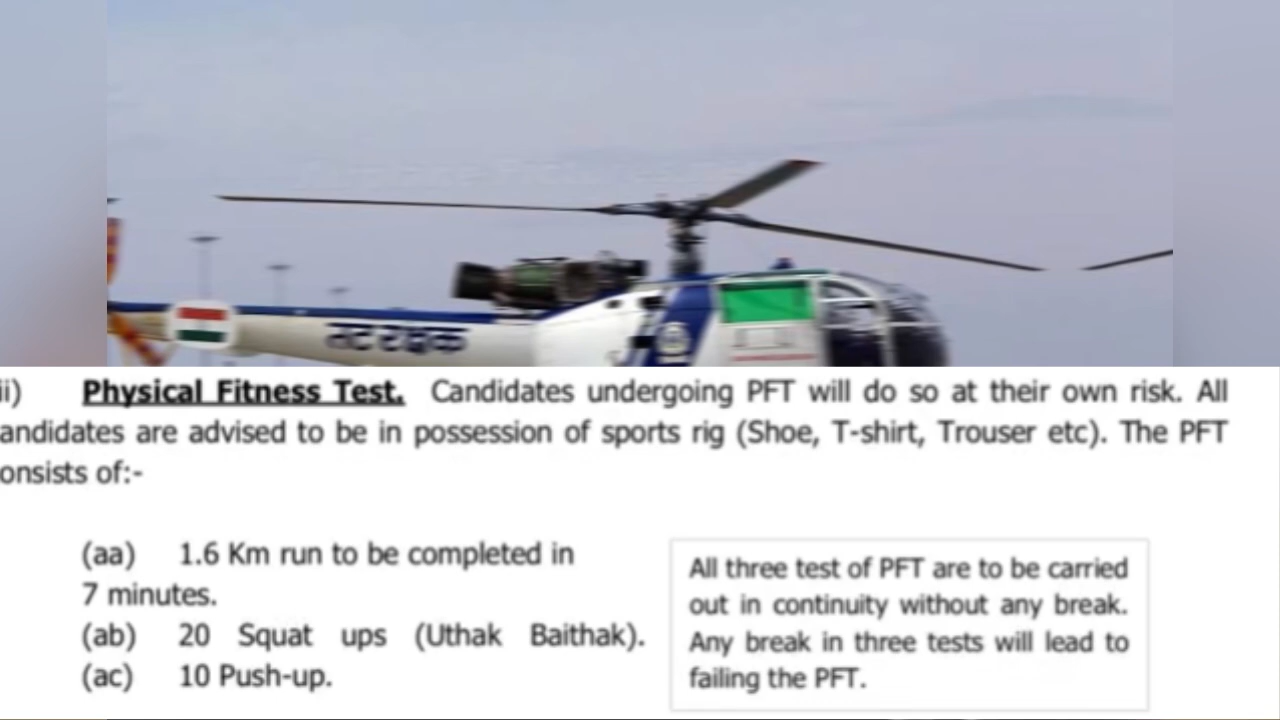 तटरक्षक
ii) Physical Fitness Test. Candidates undergoing PFT will do so at their own risk. All
andidates are advised to be in possession of sports rig (Shoe, T-shirt, Trouser etc). The PFT
onsists of:-
(aa) 1.6 Km run to be completed in
7 minutes.
(ab) 20 Squat ups (Uthak Baithak).
(ac) 10 Push-up.
All three test of PFT are to be carried
out in continuity without any break.
Any break in three tests will lead to
failing the PFT.